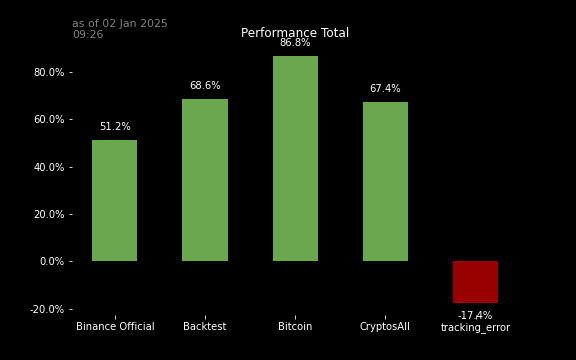 as of 02 Jan 2025
09:26
Performance Total
86.8%
80.0%
68.6%
67.4%
60.0%
51.2%
40.0%
20.0%
0.0%
-20.0%
-17.4%
Binance Official
Backtest
Bitcoin
CryptosAll
tracking_error